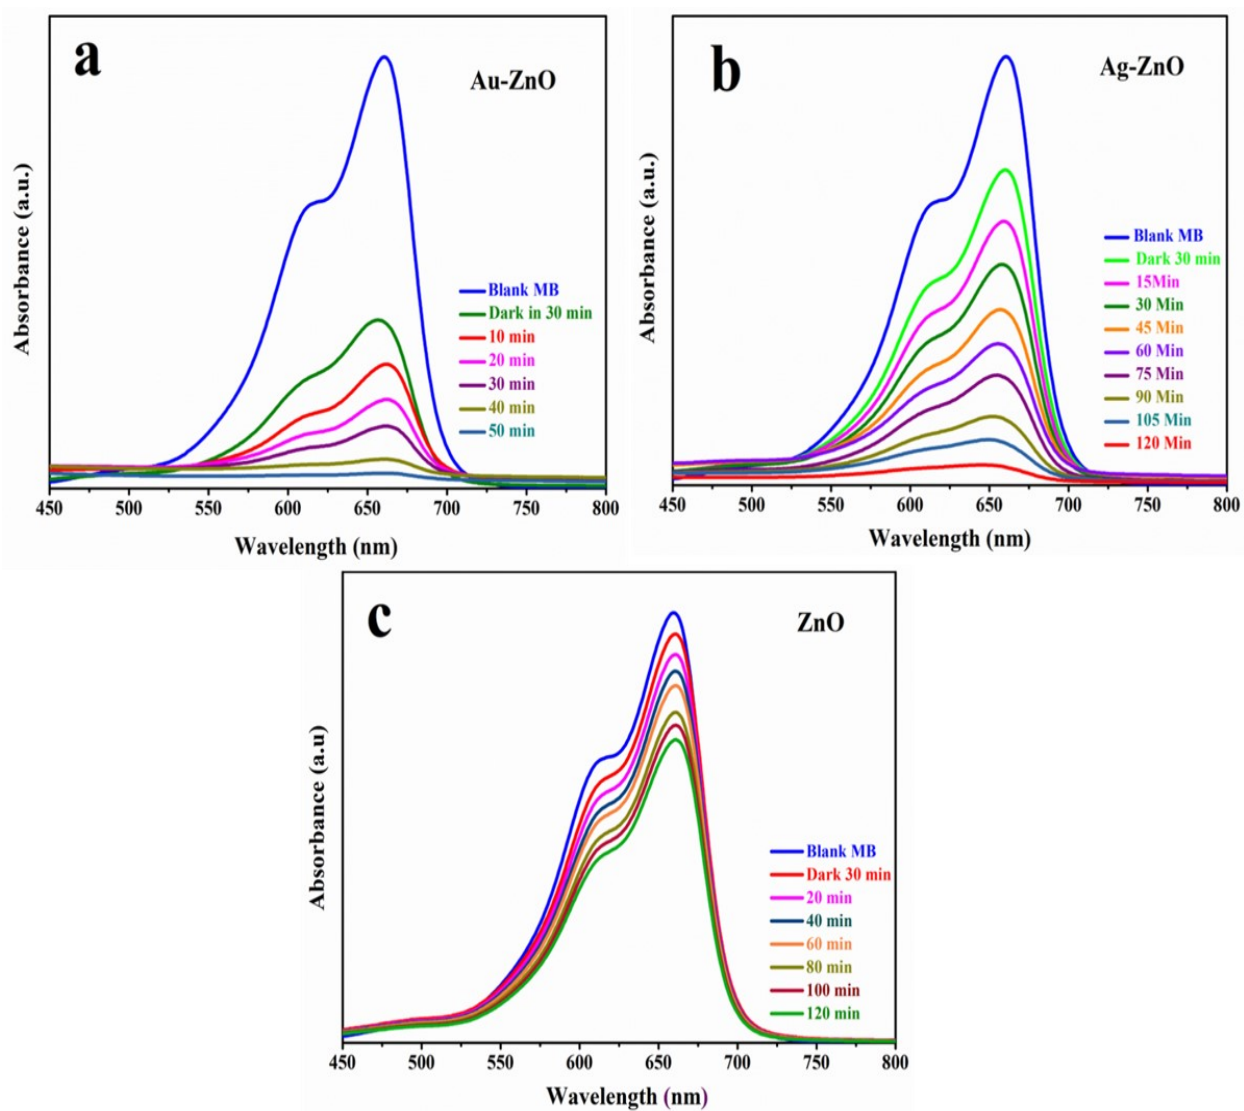 a
Au-ZnO
Absorbance (a.u.)
Blank MB
Dark in 30 min
10 min
20 min
30 min
40 min
50 min
450 500 550 600 650 700 750 800
Wavelength (nm)
b
Ag-ZnO
Absorbance (a.u.)
Blank MB
Dark 30 min
15Min
30 Min
45 Min
60 Min
75 Min
90 Min
105 Min
120 Min
450 500 550 600 650 700 750 800
Wavelength (nm)
c
ZnO
Absorbance (a.u)
Blank MB
Dark 30 min
20 min
40 min
60 min
80 min
100 min
120 min
450 500 550 600 650 700 750 800
Wavelength (nm)